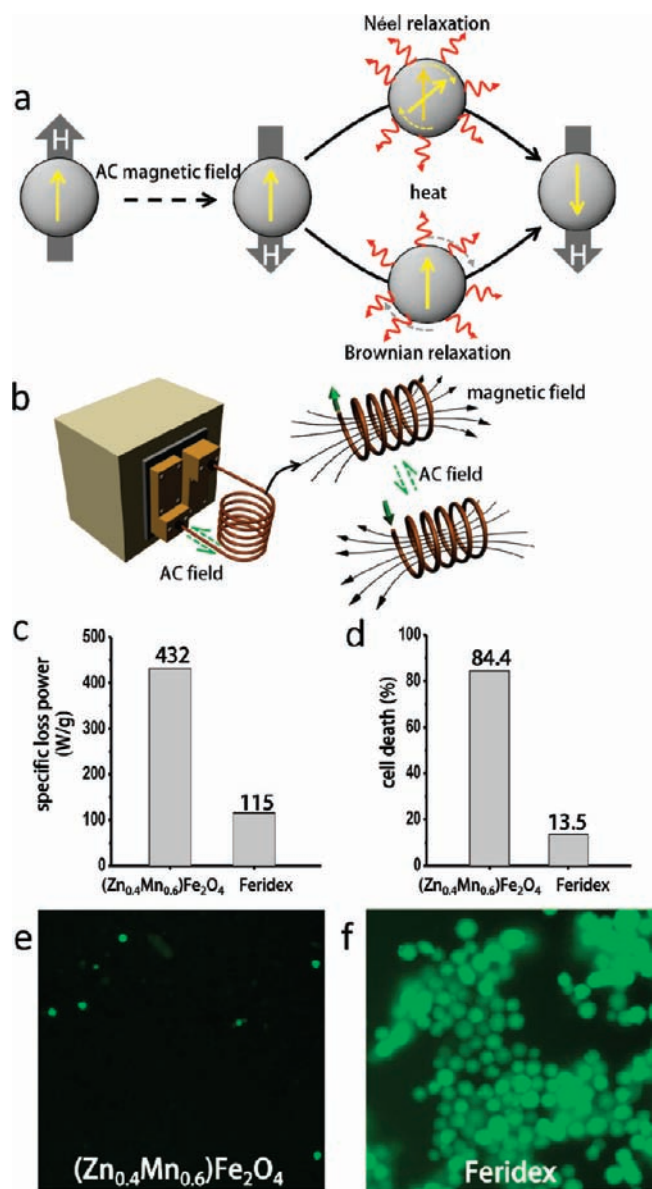 a
Néel relaxation
H
AC magnetic field
H
heat
H
Brownian relaxation
b
magnetic field
AC field
AC field
c
specific loss power
(W/g)
500
400
300
200
100
0
432
115
(Zn₀.₄Mn₀.₆)Fe₂O₄ Feridex
d
cell death (%)
100
80
60
40
20
0
84.4
13.5
(Zn₀.₄Mn₀.₆)Fe₂O₄ Feridex
e
(Zn₀.₄Mn₀.₆)Fe₂O₄
f
Feridex